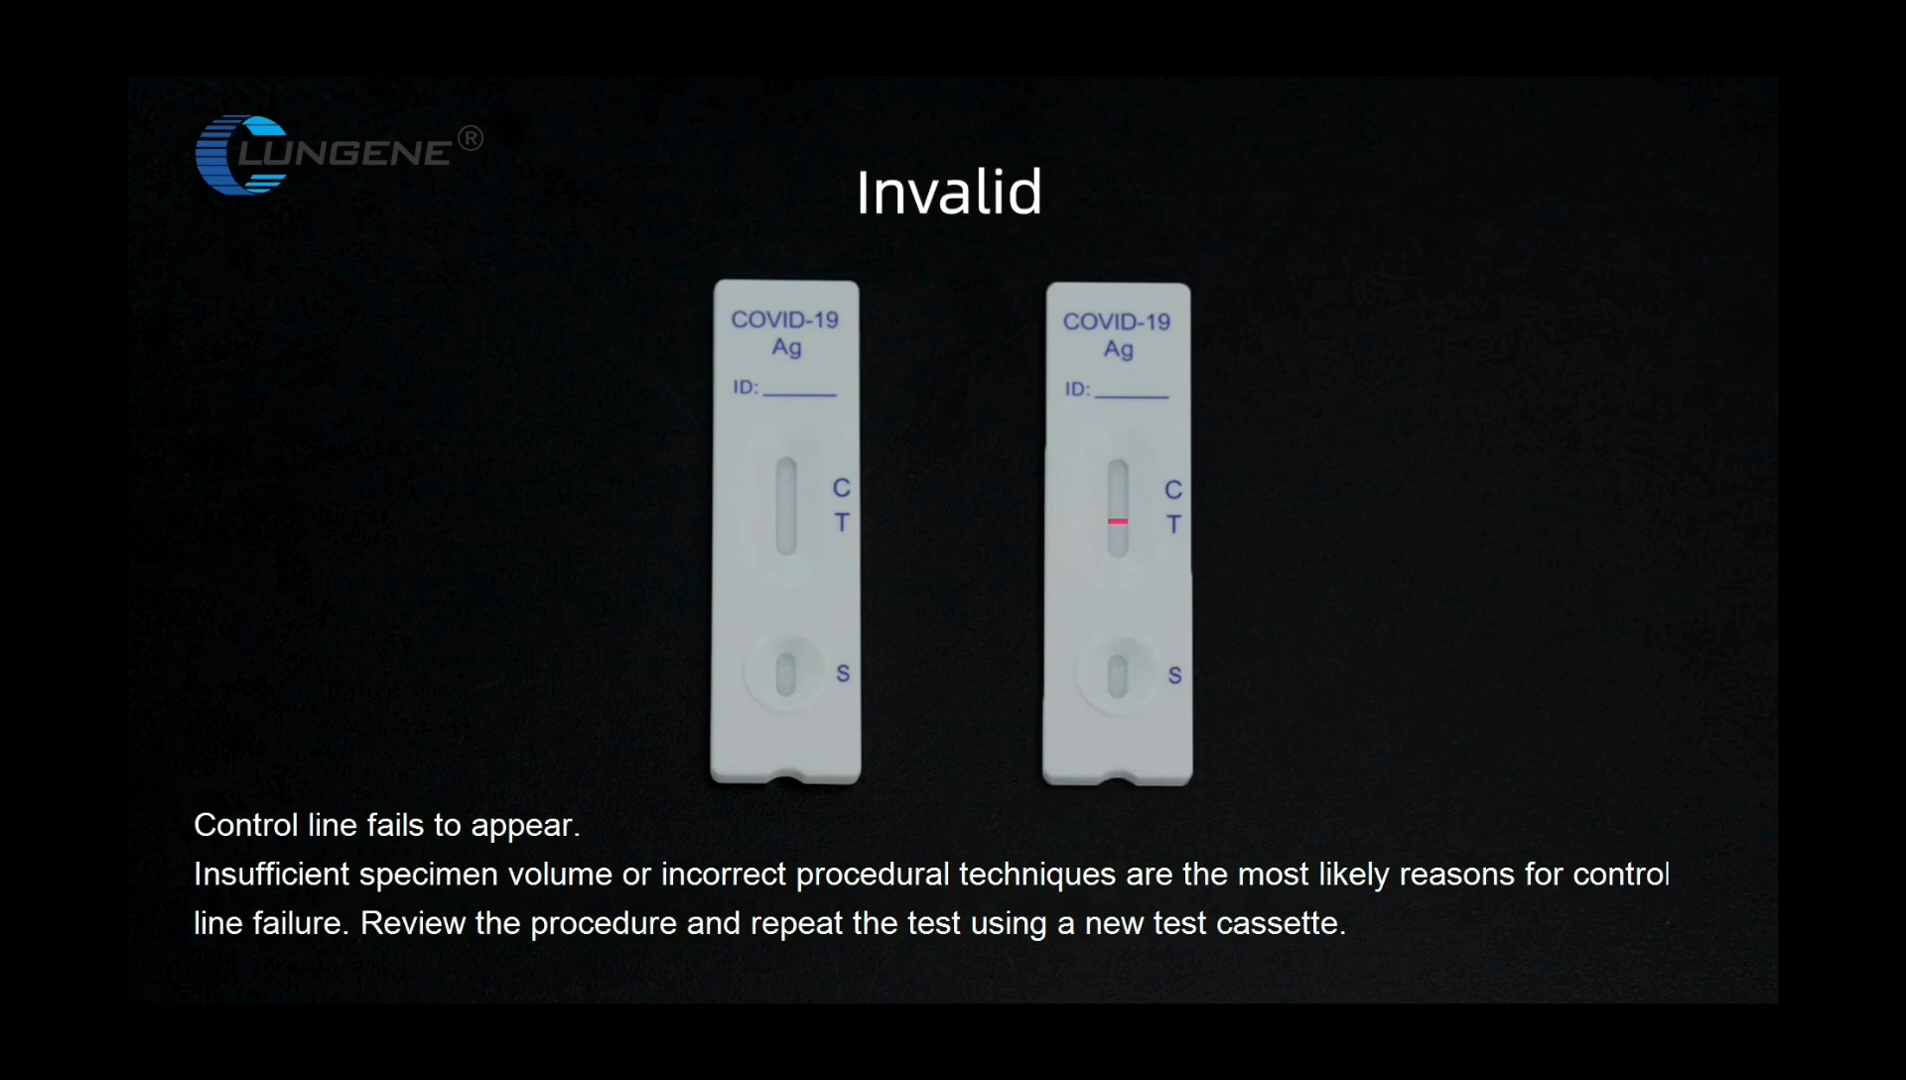 CLUNGENE®
Invalid
COVID-19
Ag
ID:
C
T
S
COVID-19
Ag
ID:
C
T
S
Control line fails to appear.
Insufficient specimen volume or incorrect procedural techniques are the most likely reasons for control
line failure. Review the procedure and repeat the test using a new test cassette.